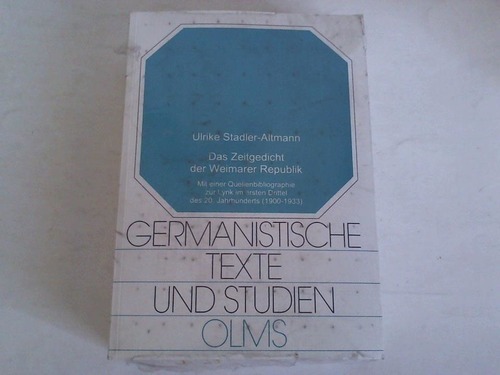 Ulrike Stadler-Altmann
Das Zeitgedicht
der Weimarer Republik
Mit einer Quellenbibliographie
zur Lyrik im ersten Drittel
des 20. Jahrhunderts (1900-1933)
GERMANISTISCHE
TEXTE
UND STUDIEN
OLMS